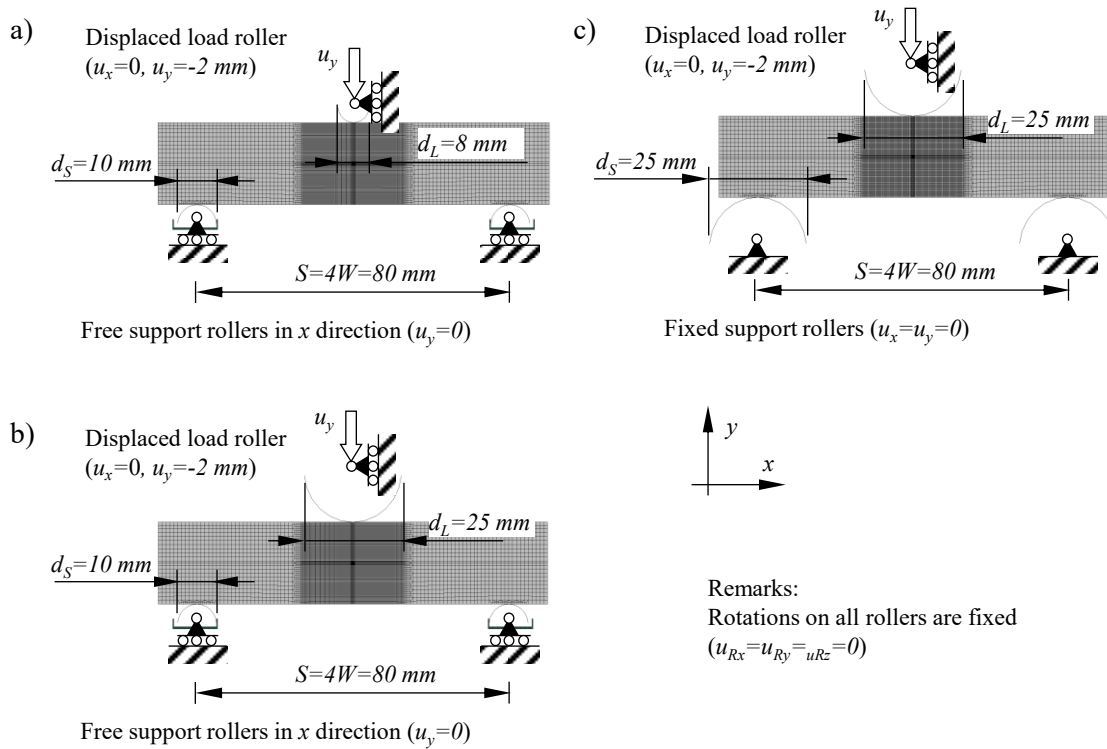 a)
Displaced load roller
(ux=0, uy=-2 mm)
uy
dL=8 mm
dS=10 mm
S=4W=80 mm
Free support rollers in x direction (uy=0)
b)
Displaced load roller
(ux=0, uy=-2 mm)
uy
dL=25 mm
dS=10 mm
S=4W=80 mm
Free support rollers in x direction (uy=0)
c)
Displaced load roller
(ux=0, uy=-2 mm)
uy
dL=25 mm
dS=25 mm
S=4W=80 mm
Fixed support rollers (ux=uy=0)
y
x
Remarks:
Rotations on all rollers are fixed
(uRx=uRy=uRz=0)